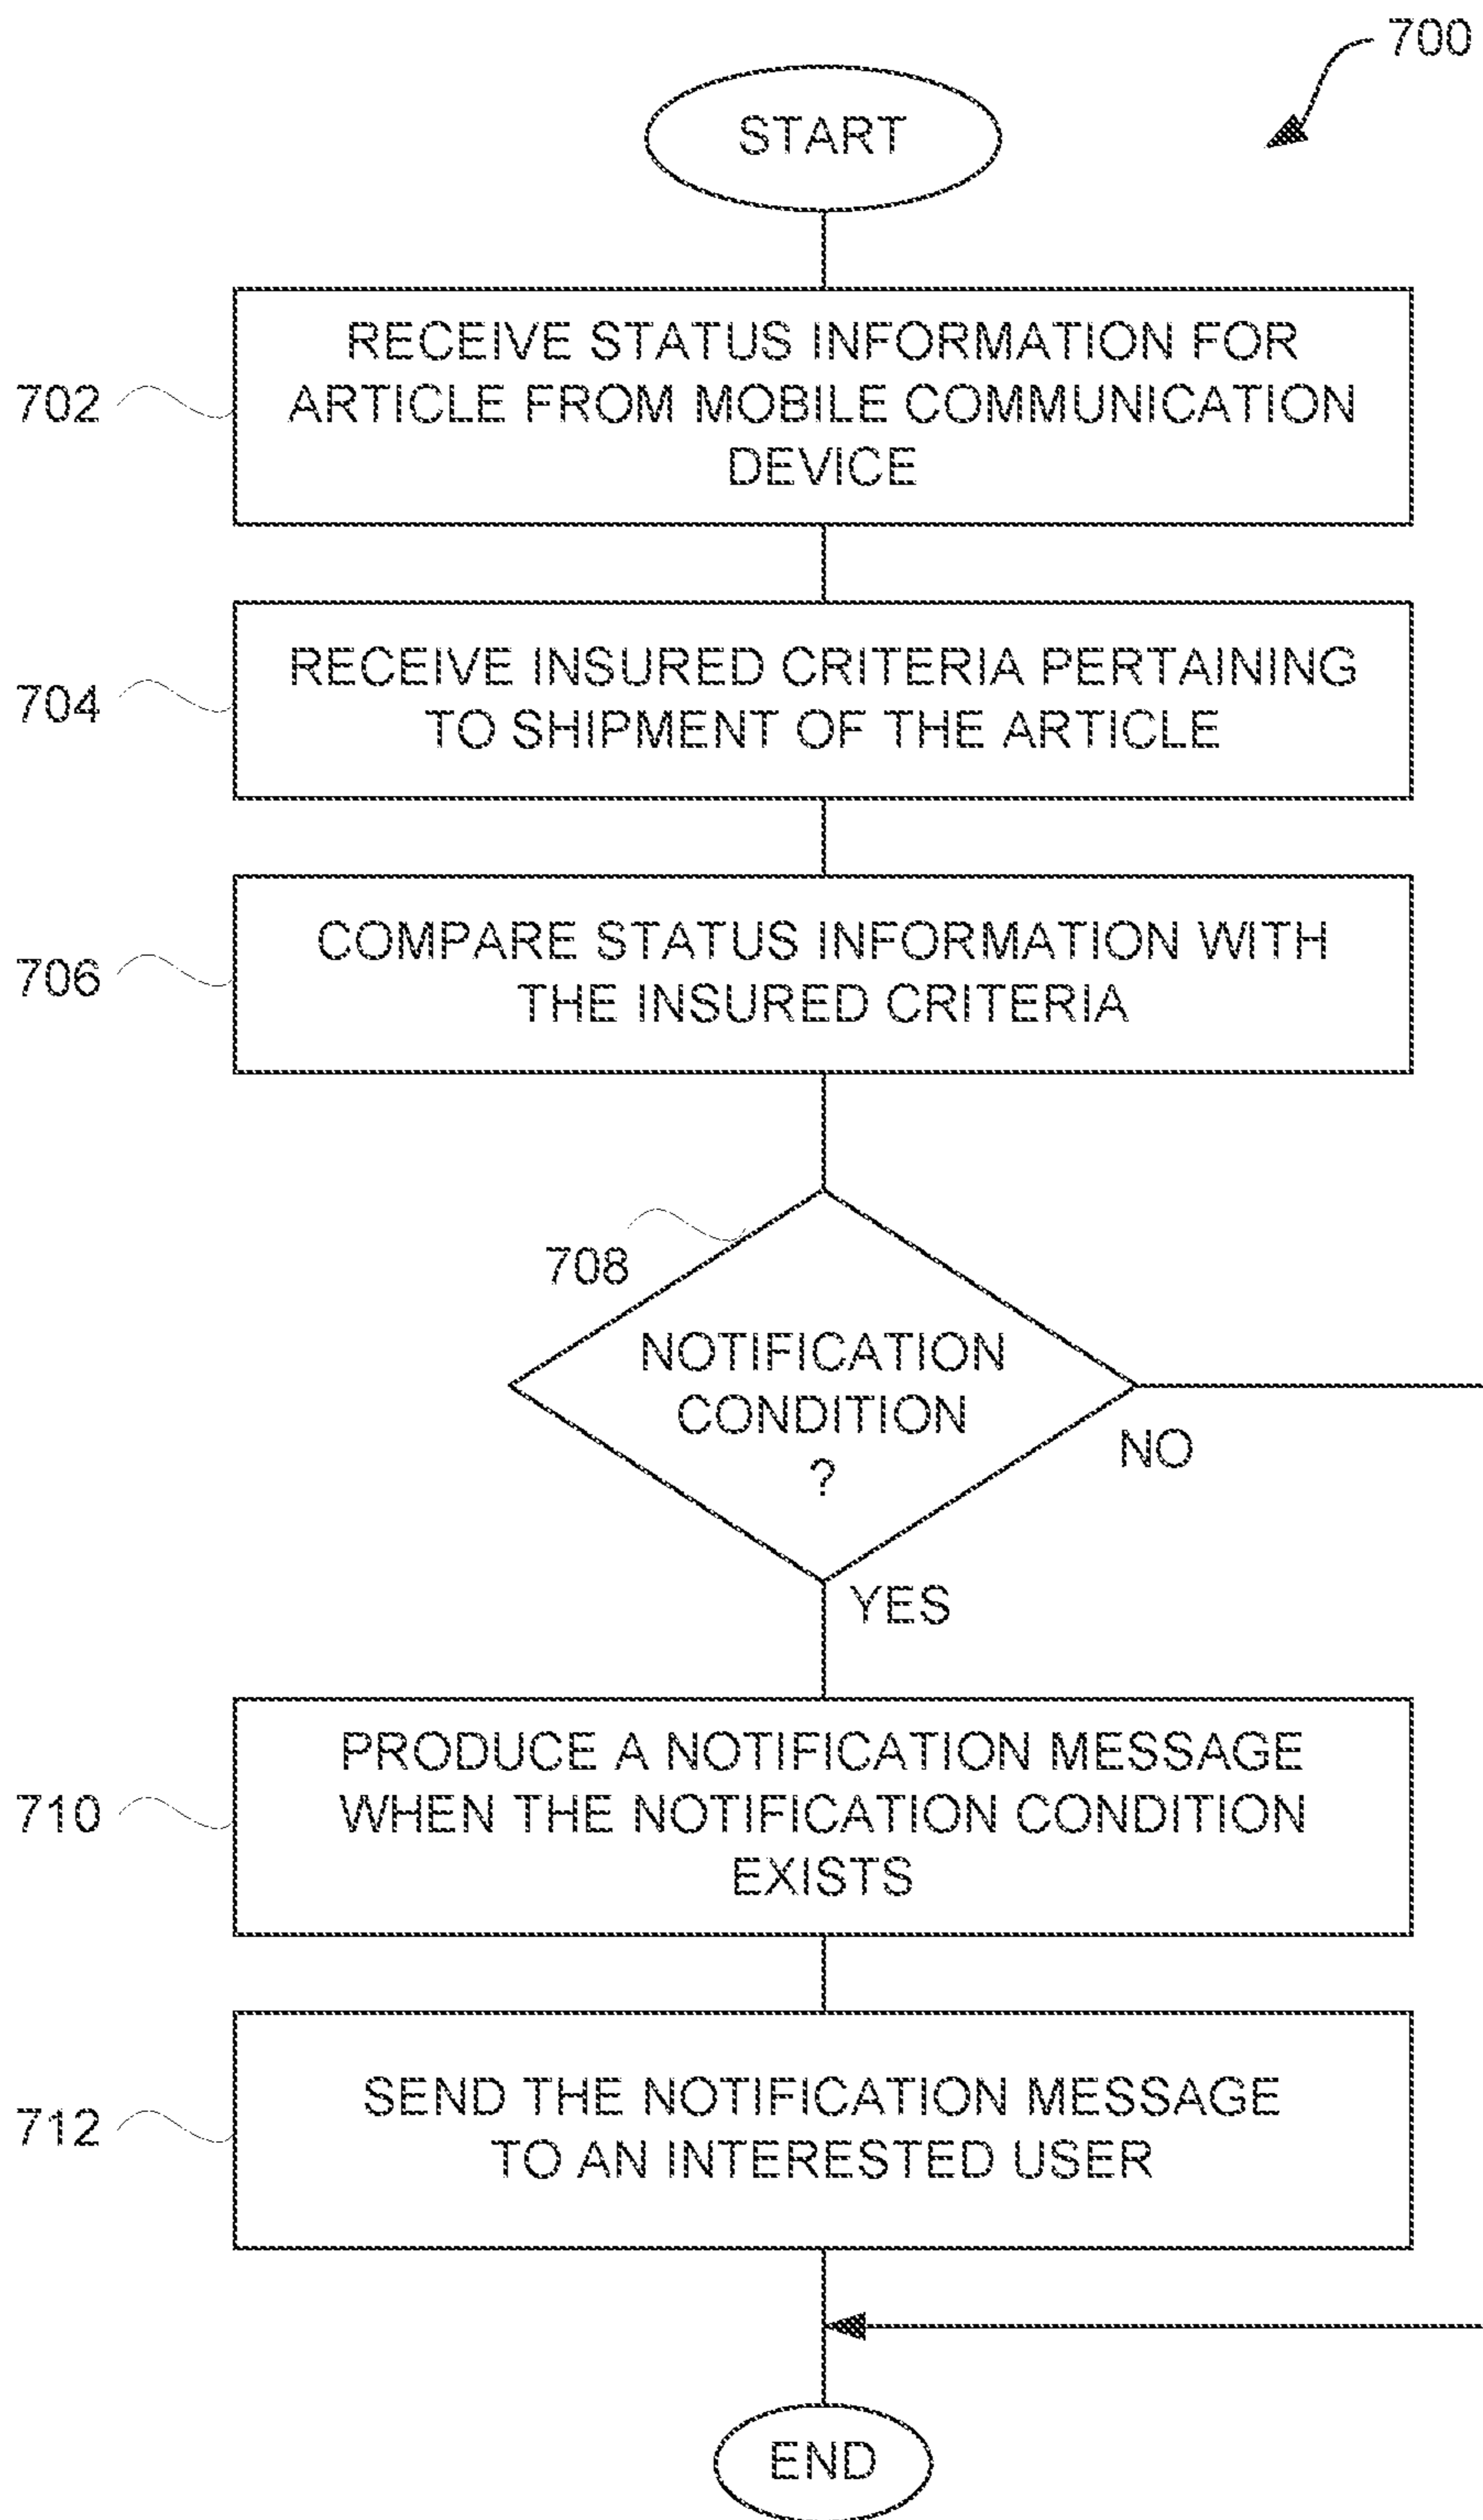 700
START
702
RECEIVE STATUS INFORMATION FOR
ARTICLE FROM MOBILE COMMUNICATION
DEVICE
704
RECEIVE INSURED CRITERIA PERTAINING
TO SHIPMENT OF THE ARTICLE
706
COMPARE STATUS INFORMATION WITH
THE INSURED CRITERIA
708
NOTIFICATION
CONDITION
?
NO
YES
710
PRODUCE A NOTIFICATION MESSAGE
WHEN THE NOTIFICATION CONDITION
EXISTS
712
SEND THE NOTIFICATION MESSAGE
TO AN INTERESTED USER
END